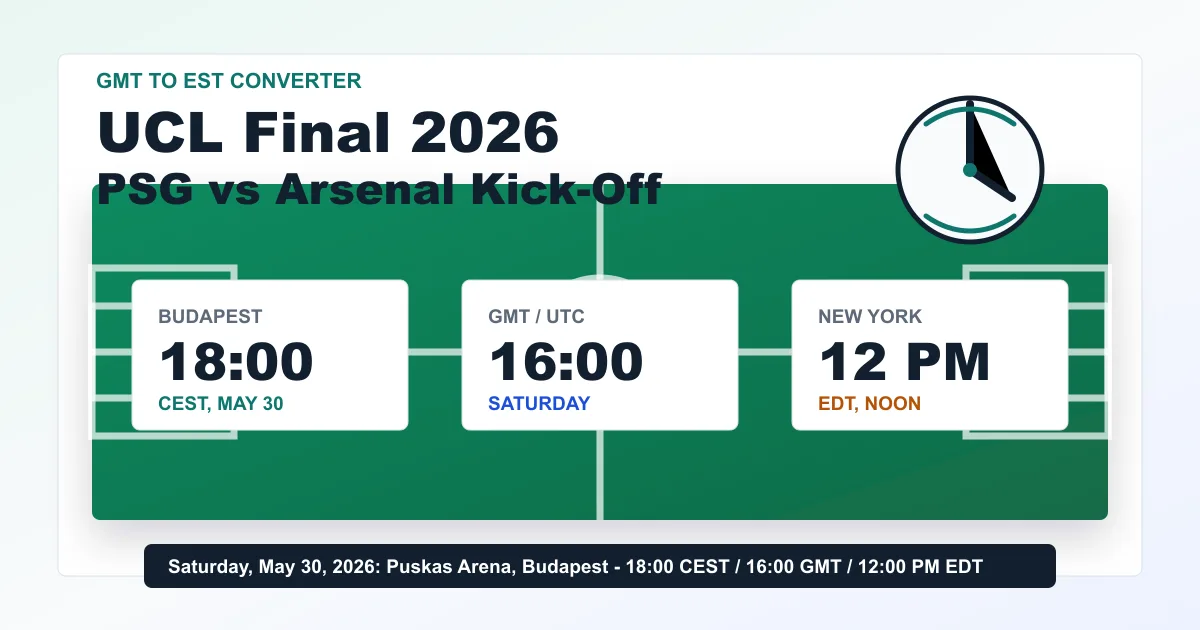 GMT TO EST CONVERTER
UCL Final 2026
PSG vs Arsenal Kick-Off
BUDAPEST
18:00
CEST, MAY 30
GMT / UTC
16:00
SATURDAY
NEW YORK
12 PM
EDT, NOON
Saturday, May 30, 2026: Puskas Arena, Budapest - 18:00 CEST / 16:00 GMT / 12:00 PM EDT